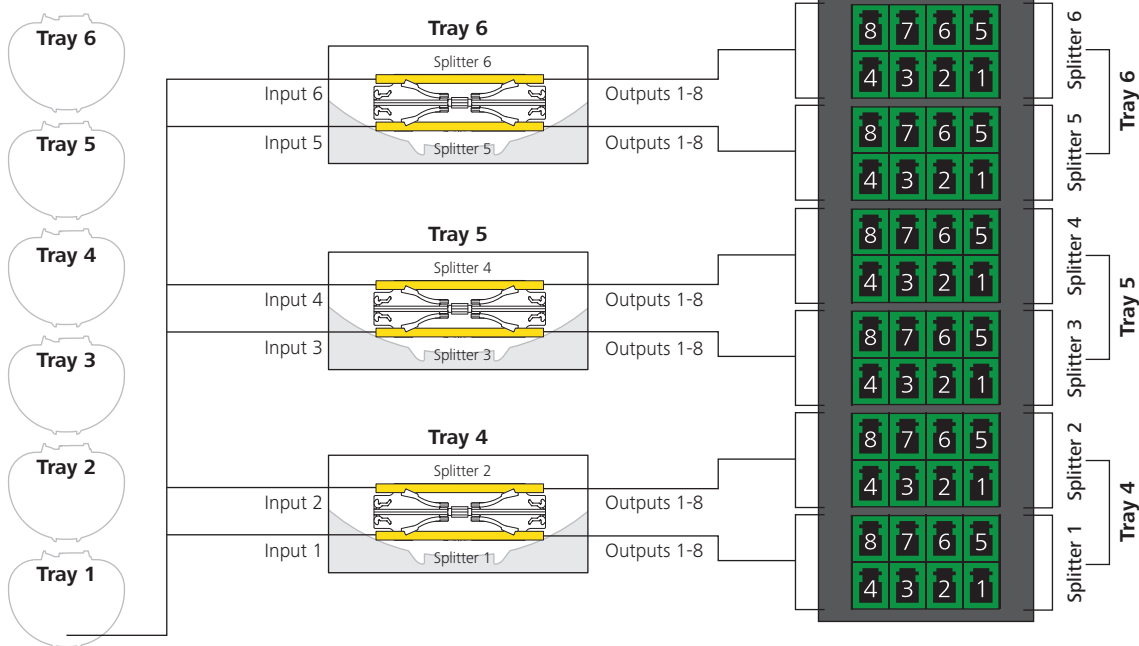 Tray 6
Tray 5
Tray 4
Tray 3
Tray 2
Tray 1
Tray 6
Splitter 6
Input 6
Outputs 1-8
Input 5
Splitter 5
Outputs 1-8
Tray 5
Splitter 4
Input 4
Outputs 1-8
Input 3
Splitter 3
Outputs 1-8
Tray 4
Splitter 2
Input 2
Outputs 1-8
Input 1
Splitter 1
Outputs 1-8
8 7 6 5
4 3 2 1
Splitter 6
8 7 6 5
4 3 2 1
Splitter 5
Tray 6
8 7 6 5
4 3 2 1
Splitter 4
8 7 6 5
4 3 2 1
Splitter 3
Tray 5
8 7 6 5
4 3 2 1
Splitter 2
8 7 6 5
4 3 2 1
Splitter 1
Tray 4